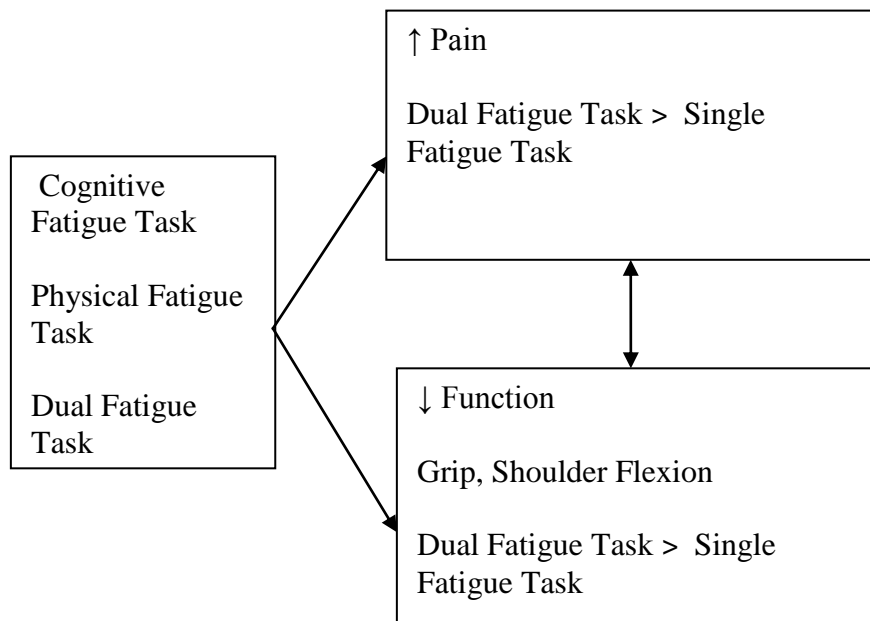 Cognitive
Fatigue Task
Physical Fatigue
Task
Dual Fatigue
Task
↑ Pain
Dual Fatigue Task > Single
Fatigue Task
↓ Function
Grip, Shoulder Flexion
Dual Fatigue Task > Single
Fatigue Task